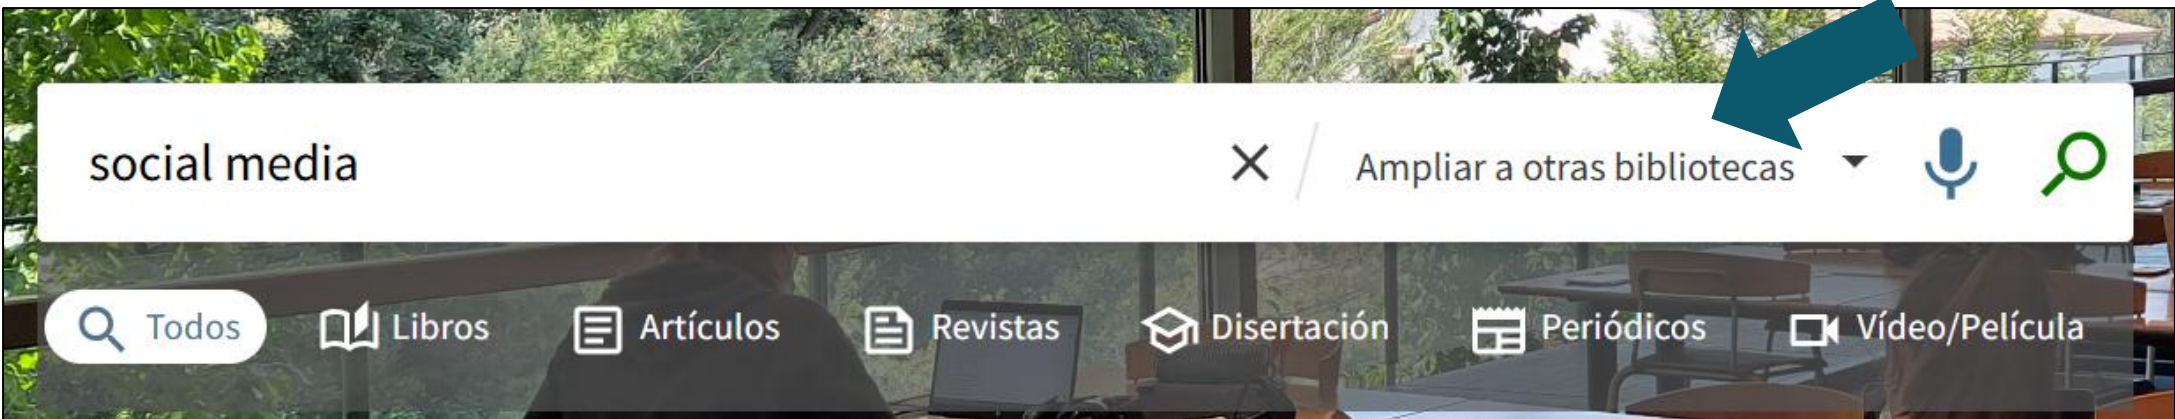 social media
Ampliar a otras bibliotecas
Todos Libros Artículos Revistas Disertación Periódicos Vídeo/Película